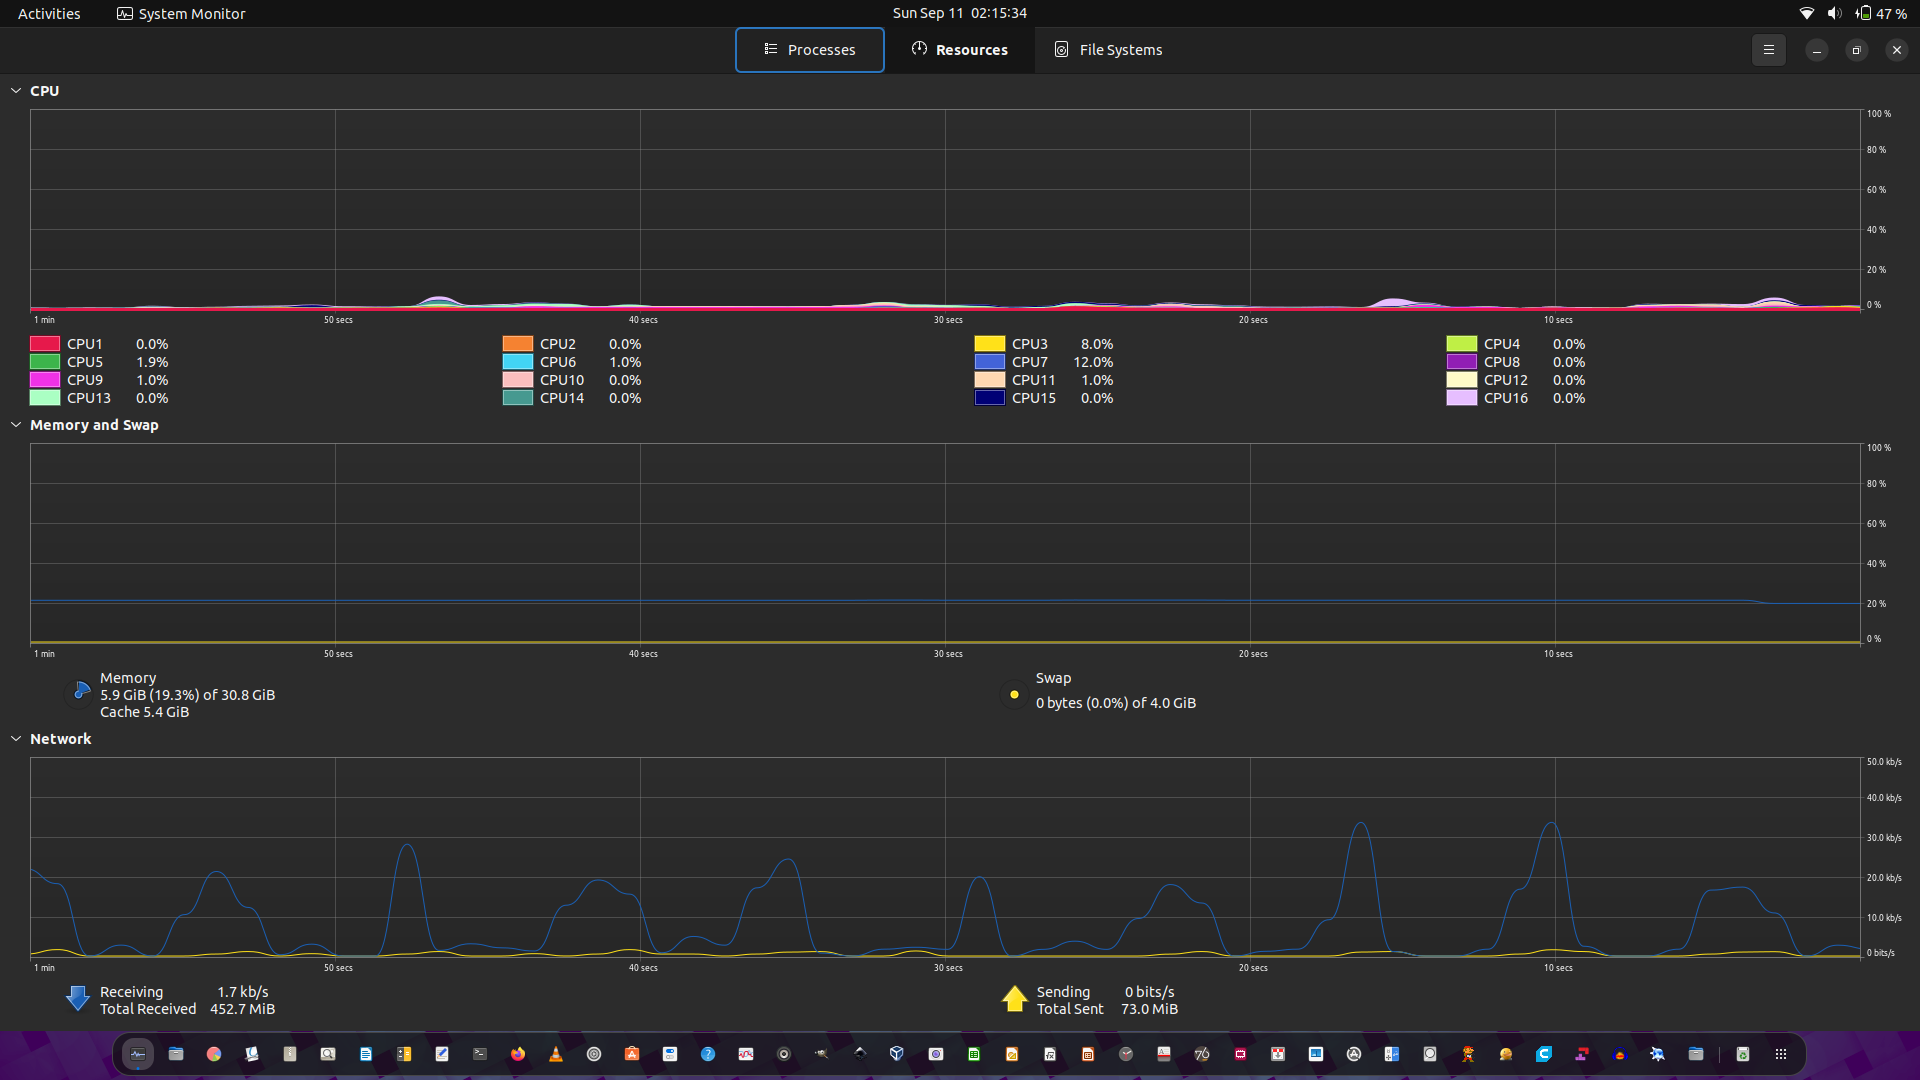 Activities System Monitor Sun Sep 11 02:15:34 47 %
Processes Resources File Systems
CPU
100 %
80 %
60 %
40 %
20 %
0 %
1 min 50 secs 40 secs 30 secs 20 secs 10 secs
CPU1 0.0% CPU2 0.0% CPU3 8.0% CPU4 0.0%
CPU5 1.9% CPU6 1.0% CPU7 12.0% CPU8 0.0%
CPU9 1.0% CPU10 0.0% CPU11 1.0% CPU12 0.0%
CPU13 0.0% CPU14 0.0% CPU15 0.0% CPU16 0.0%
Memory and Swap
100 %
80 %
60 %
40 %
20 %
0 %
1 min 50 secs 40 secs 30 secs 20 secs 10 secs
Memory Swap
5.9 GiB (19.3%) of 30.8 GiB 0 bytes (0.0%) of 4.0 GiB
Cache 5.4 GiB
Network
50.0 kb/s
40.0 kb/s
30.0 kb/s
20.0 kb/s
10.0 kb/s
0 bits/s
1 min 50 secs 40 secs 30 secs 20 secs 10 secs
Receiving 1.7 kb/s Sending 0 bits/s
Total Received 452.7 MiB Total Sent 73.0 MiB
76